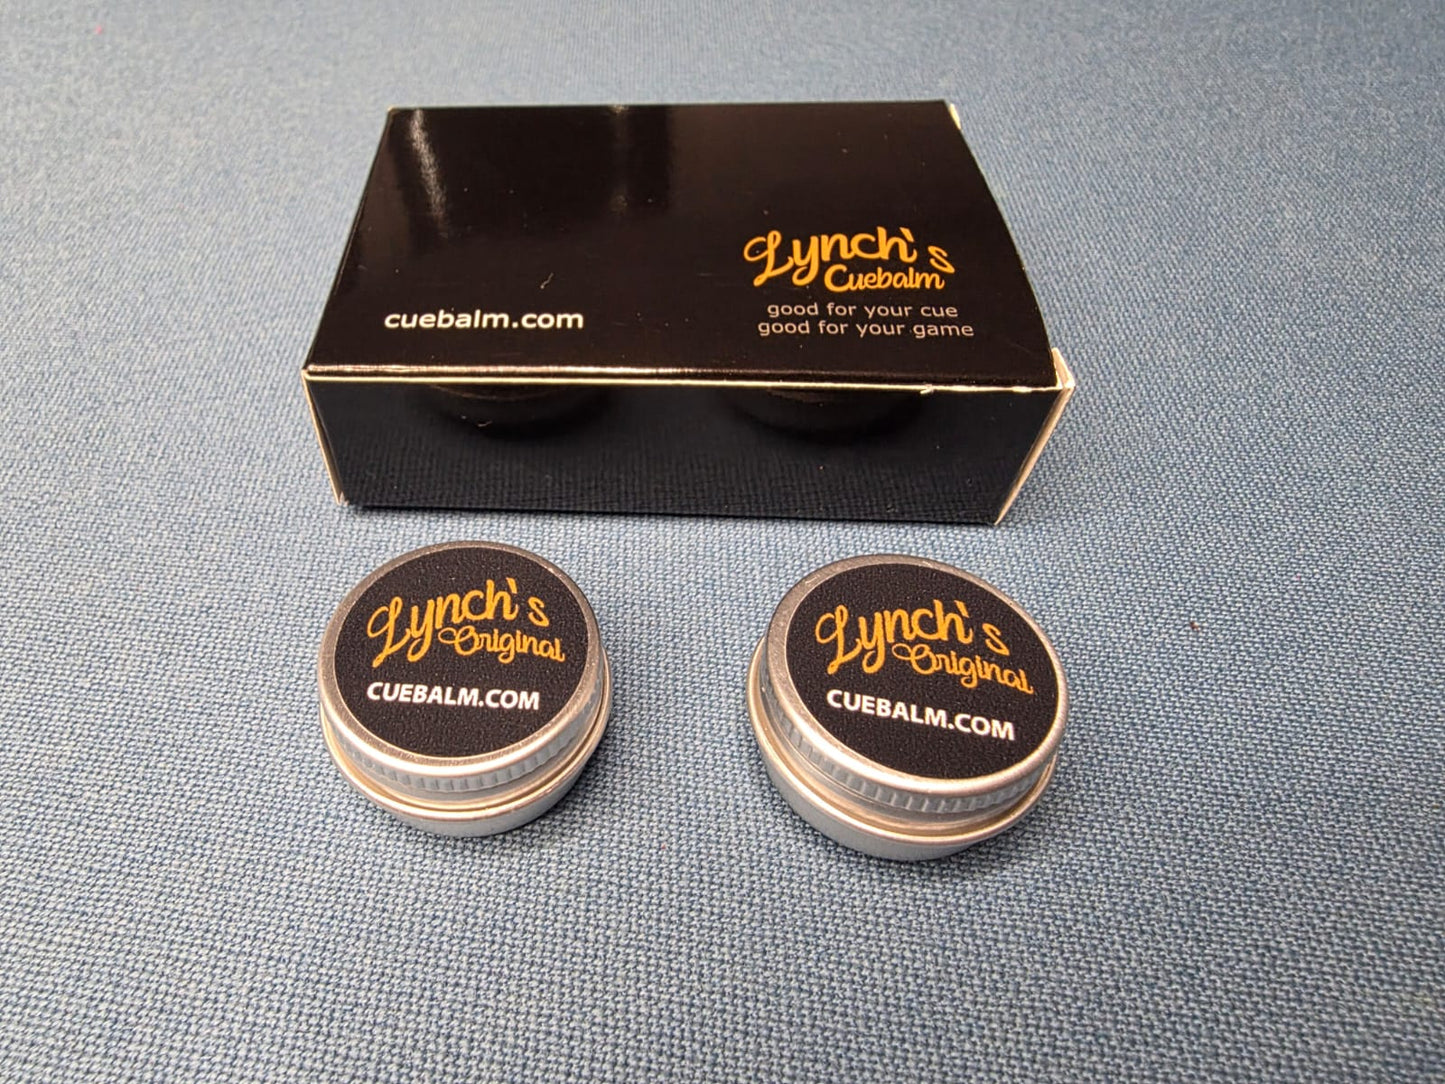 Lynch's
Cuebalm
good for your cue
good for your game
cuebalm.com
Lynch's
Original
CUEBALM.COM
Lynch's
Original
CUEBALM.COM